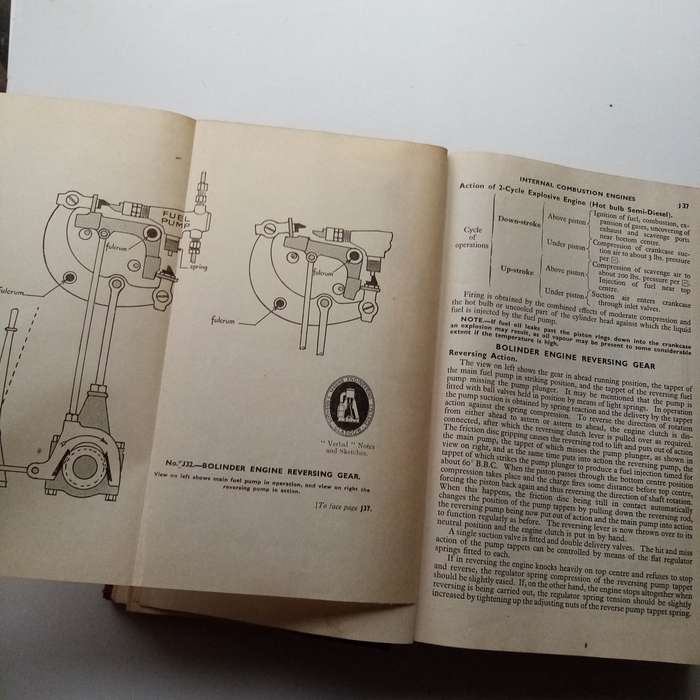 FUEL
PUMP
fulcrum
spring
fulcrum
fulcrum
fulcrum
fulcrum
" Verbal " Notes
and Sketches.
No. J32.—BOLINDER ENGINE REVERSING GEAR.
View on left shows main fuel pump in operation, and view on right the
reversing pump in action.
[To face page J37.
INTERNAL COMBUSTION ENGINES
J 37
Action of 2-Cycle Explosive Engine (Hot bulb Semi-Diesel).
Cycle
of
operations
Down-stroke
Above piston
Ignition of fuel, combustion, ex-
pansion of gases, uncovering of
exhaust and scavenge ports
near bottom centre.
Under piston
Compression of crankcase suc-
tion air to about 3 lbs. pressure
per
Up-stroke
Above piston
Compression of scavenge air to
about 200 lbs. pressure per
Injection of fuel near top
centre.
Under piston
Suction air enters crankcase
through inlet valves.
Firing is obtained by the combined effects of moderate compression and
the hot bulb or uncooled part of the cylinder head against which the liquid
fuel is injected by the fuel pump.
NOTE.—If fuel oil leaks past the piston rings down into the crankcase
an explosion may result, as oil vapour may be present to some considerable
extent if the temperature is high.
BOLINDER ENGINE REVERSING GEAR
Reversing Action.
The view on left shows the gear in ahead running position, the tapper of
the main fuel pump in striking position, and the tapper of the reversing fuel
pump missing the pump plunger. It may be mentioned that the pump is
fitted with ball valves held in position by means of light springs. In operation
the pump suction is obtained by spring reaction and the delivery by the tapper
action against the spring compression. To reverse the direction of rotation
from either ahead to astern or astern to ahead, the engine clutch is dis-
connected, after which the reversing clutch lever is pulled over as required.
The friction disc gripping causes the reversing rod to lift and puts out of action
the main pump, the tapper of which misses the pump plunger, as shown in
view on right, and at the same time puts into action the reversing pump, the
tapper of which strikes the pump plunger to produce a fuel injection timed for
about 60° B.B.C. When the piston passes through the bottom centre position
compression takes place and the charge fires some distance before top centre,
forcing the piston back again and thus reversing the direction of shaft rotation.
When this happens, the friction disc being still in contact automatically
changes the position of the pump tappers by pulling down the reversing rod,
the reversing pump being now put out of action and the main pump into action
to function regularly as before. The reversing lever is now thrown over to its
neutral position and the engine clutch is put in by hand.
A single suction valve is fitted and double delivery valves. The hit and miss
action of the pump tappets can be controlled by means of the flat regulator
springs fitted to each.
If in reversing the engine knocks heavily on top centre and refuses to stop
and reverse, the regulator spring compression of the reversing pump tappet
should be slightly eased. If, on the other hand, the engine stops altogether when
reversing is being carried out, the regulator spring tension should be slightly
increased by tightening up the adjusting nuts of the reverse pump tappet spring.